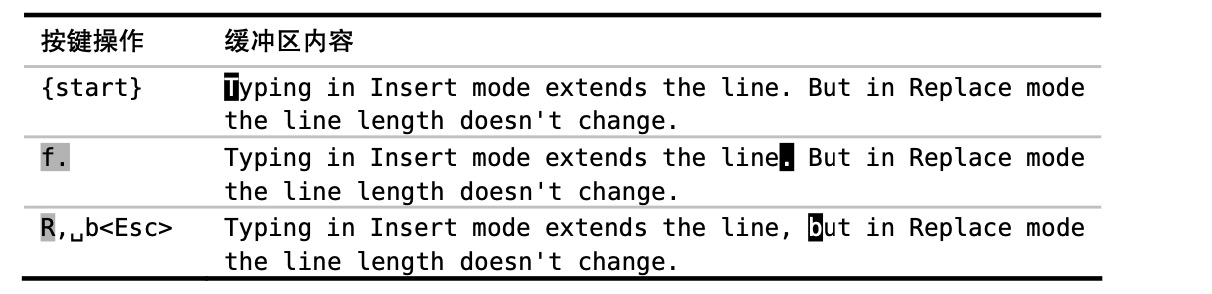 按键操作 缓冲区内容
{start} Typing in Insert mode extends the line. But in Replace mode
the line length doesn't change.
f. Typing in Insert mode extends the line. But in Replace mode
the line length doesn't change.
R,␣b<Esc> Typing in Insert mode extends the line, but in Replace mode
the line length doesn't change.